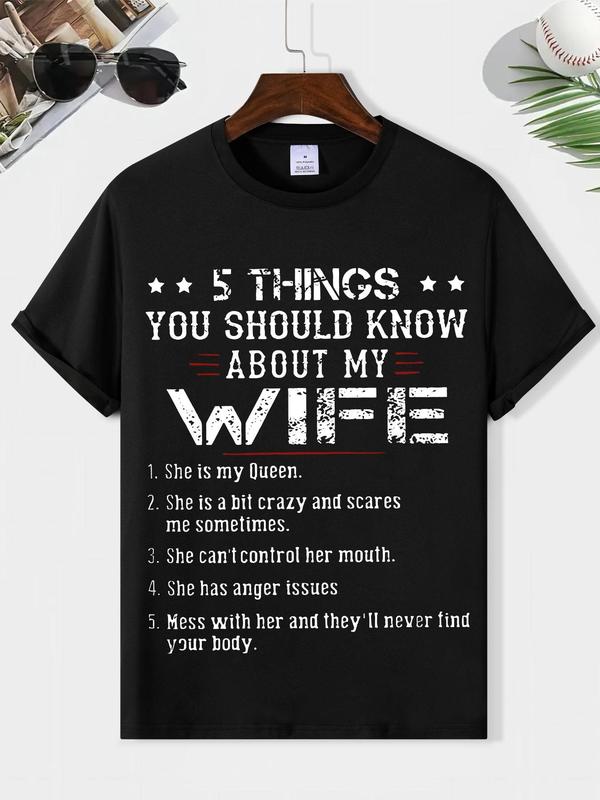 5 THINGS
YOU SHOULD KNOW
ABOUT MY
WIFE
1. She is my Queen.
2. She is a bit crazy and scares
me sometimes.
3. She can't control her mouth.
4. She has anger issues
5. Mess with her and they'll never find
your body.